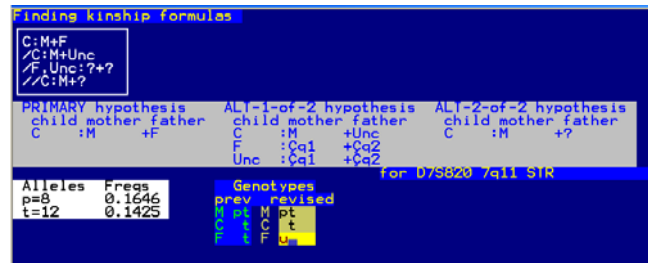 Finding kinship formulas
C:M+F
/C:M+Unc
/F,Unc:?+?
//C:M+?
PRIMARY hypothesis ALT-1-of-2 hypothesis ALT-2-of-2 hypothesis
child mother father child mother father child mother father
C :M +F C :M +Unc C :M +?
F :Çq1 +Çq2
Unc :Çq1 +Çq2
for D7S820 7q11 STR
Alleles Freqs Genotypes
p=8 0.1646 prev revised
t=12 0.1425 M pt M pt
C t C t
F t F u